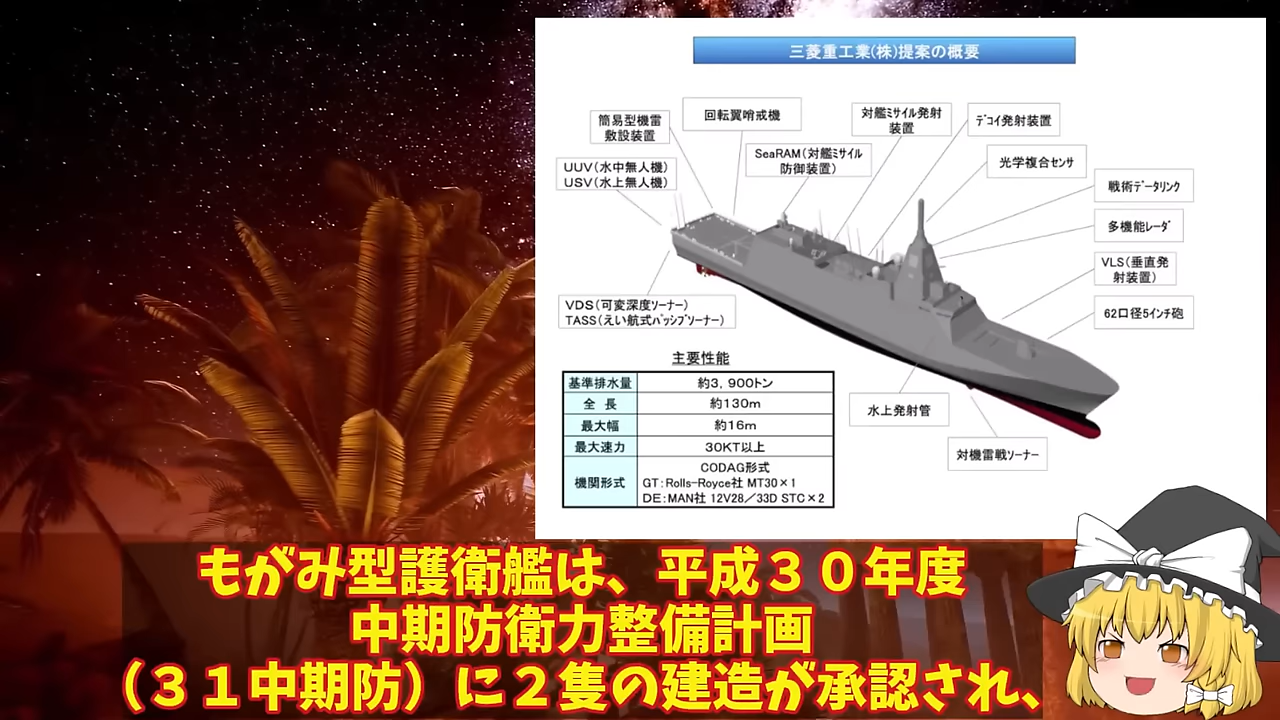 三菱重工業(株)提案の概要
簡易型機雷
敷設装置
回転翼哨戒機
対艦ミサイル発射
装置
デコイ発射装置
UUV(水中無人機)
USV(水上無人機)
SeaRAM(対艦ミサイル
防御装置)
光学複合センサ
戦術データリンク
多機能レーダ
VLS(垂直発
射装置)
62口径5インチ砲
VDS(可変深度ソーナー)
TASS(えい航式パッシブソーナー)
水上発射管
対機雷戦ソーナー
主要性能
基準排水量 約3,900トン
全 長 約130m
最大幅 約16m
最大速力 30KT以上
機関形式 CODAG形式
GT:Rolls-Royce社 MT30×1
DE:MAN社 12V28/33D STC×2
もがみ型護衛艦は、平成30年度
中期防衛力整備計画
(31中期防)に2隻の建造が承認され、